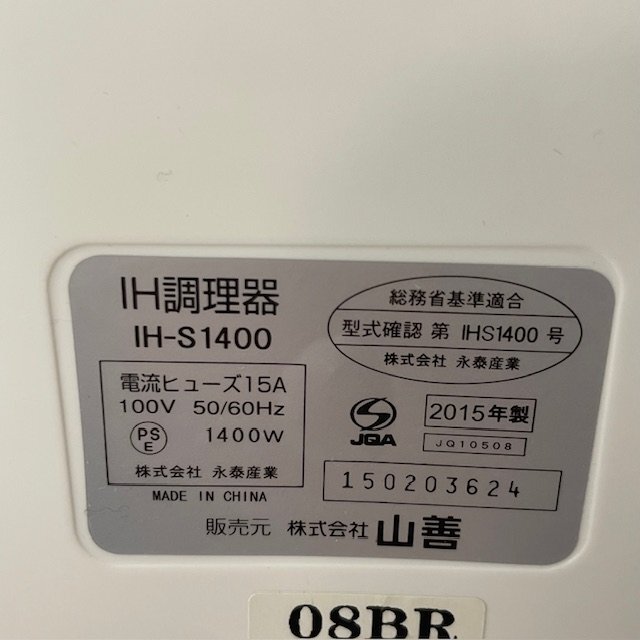 IH調理器
IH-S1400
電流ヒューズ15A
100V 50/60Hz
PS
E
1400W
株式会社 永泰産業
MADE IN CHINA
総務省基準適合
型式確認 第 IHS1400 号
株式会社 永泰産業
JQA
2015年製
JQ10508
150203624
販売元 株式会社 山善
08BR